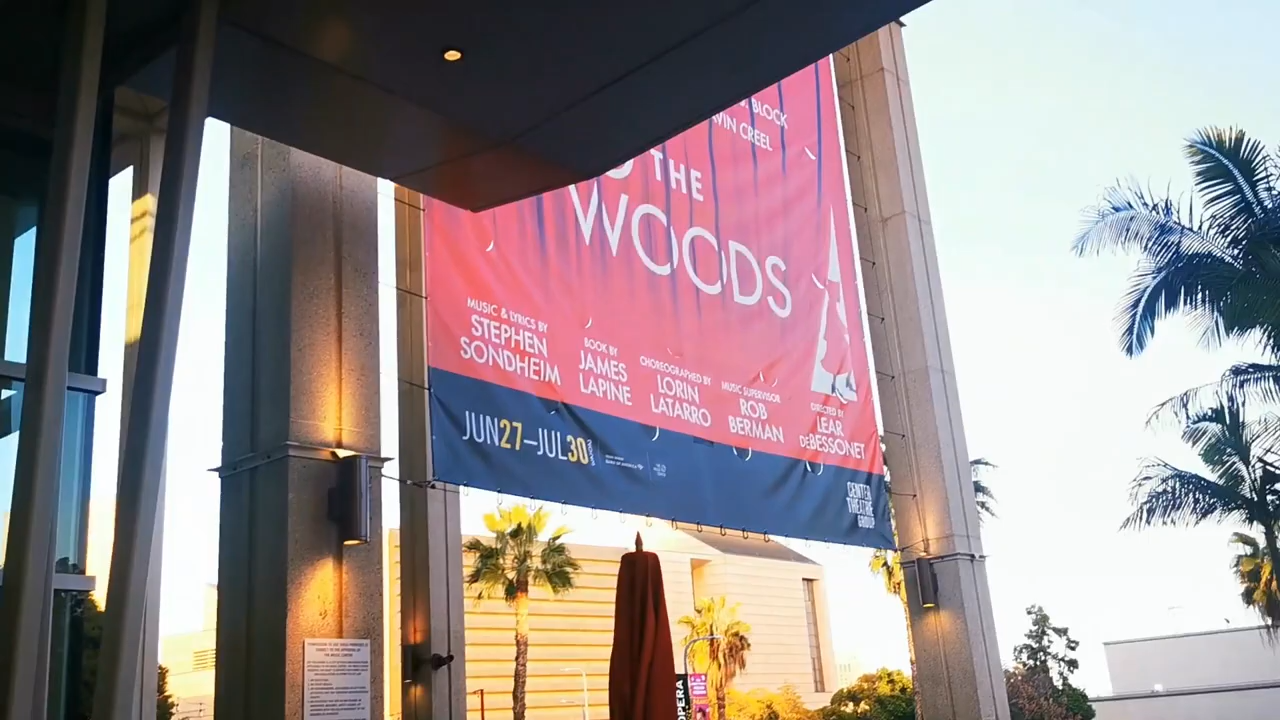 BLOCK
VIN CREEL
THE
WOODS
MUSIC & LYRICS BY
STEPHEN
SONDHEIM
BOOK BY
JAMES
LAPINE
CHOREOGRAPHED BY
LORIN
LATARRO
MUSIC SUPERVISOR
ROB
BERMAN
DIRECTED BY
LEAR
DEBESSONET
JUN27–JUL30
CENTER
THEATRE
GROUP
OPERA